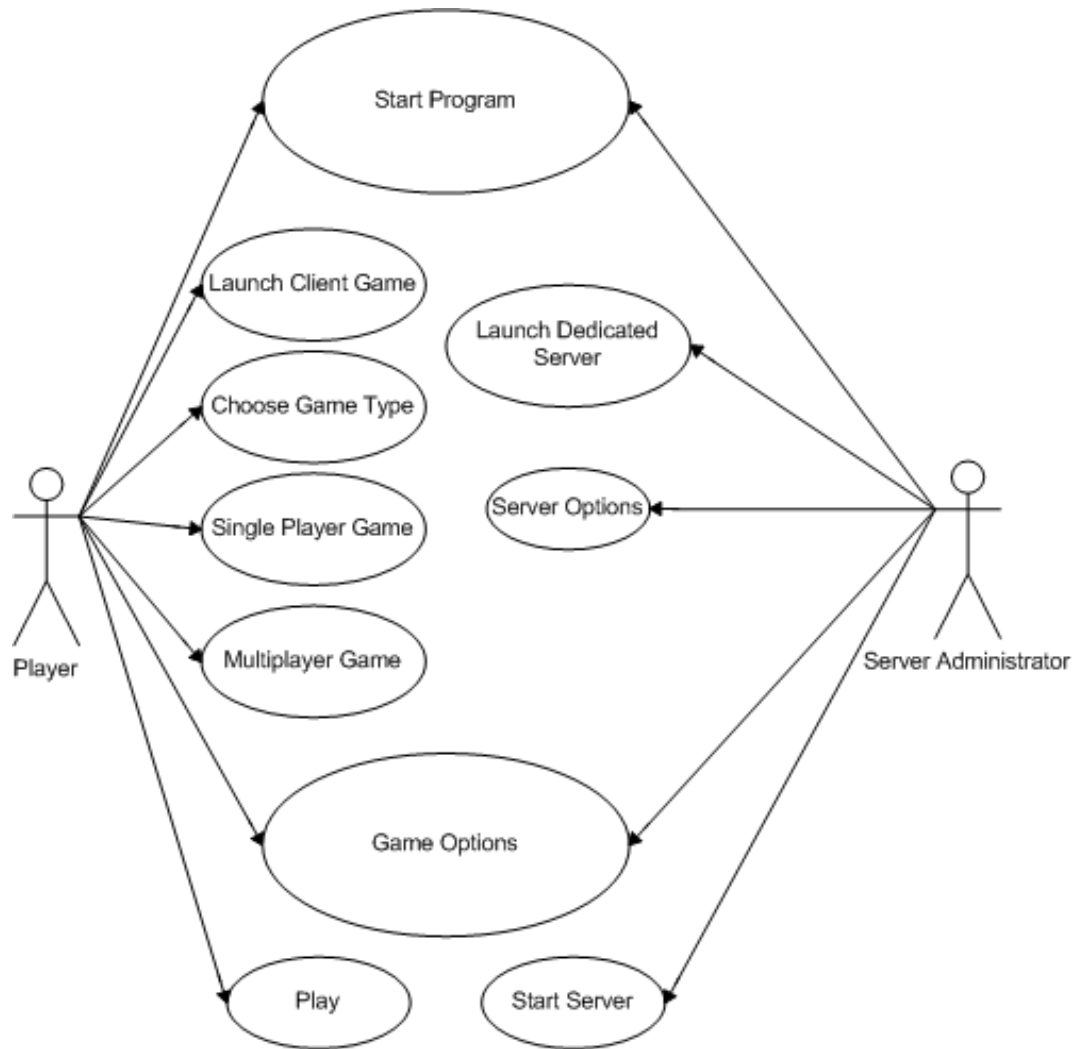 Start Program
Launch Client Game
Launch Dedicated
Server
Choose Game Type
Server Options
Single Player Game
Player
Multiplayer Game
Server Administrator
Game Options
Play
Start Server